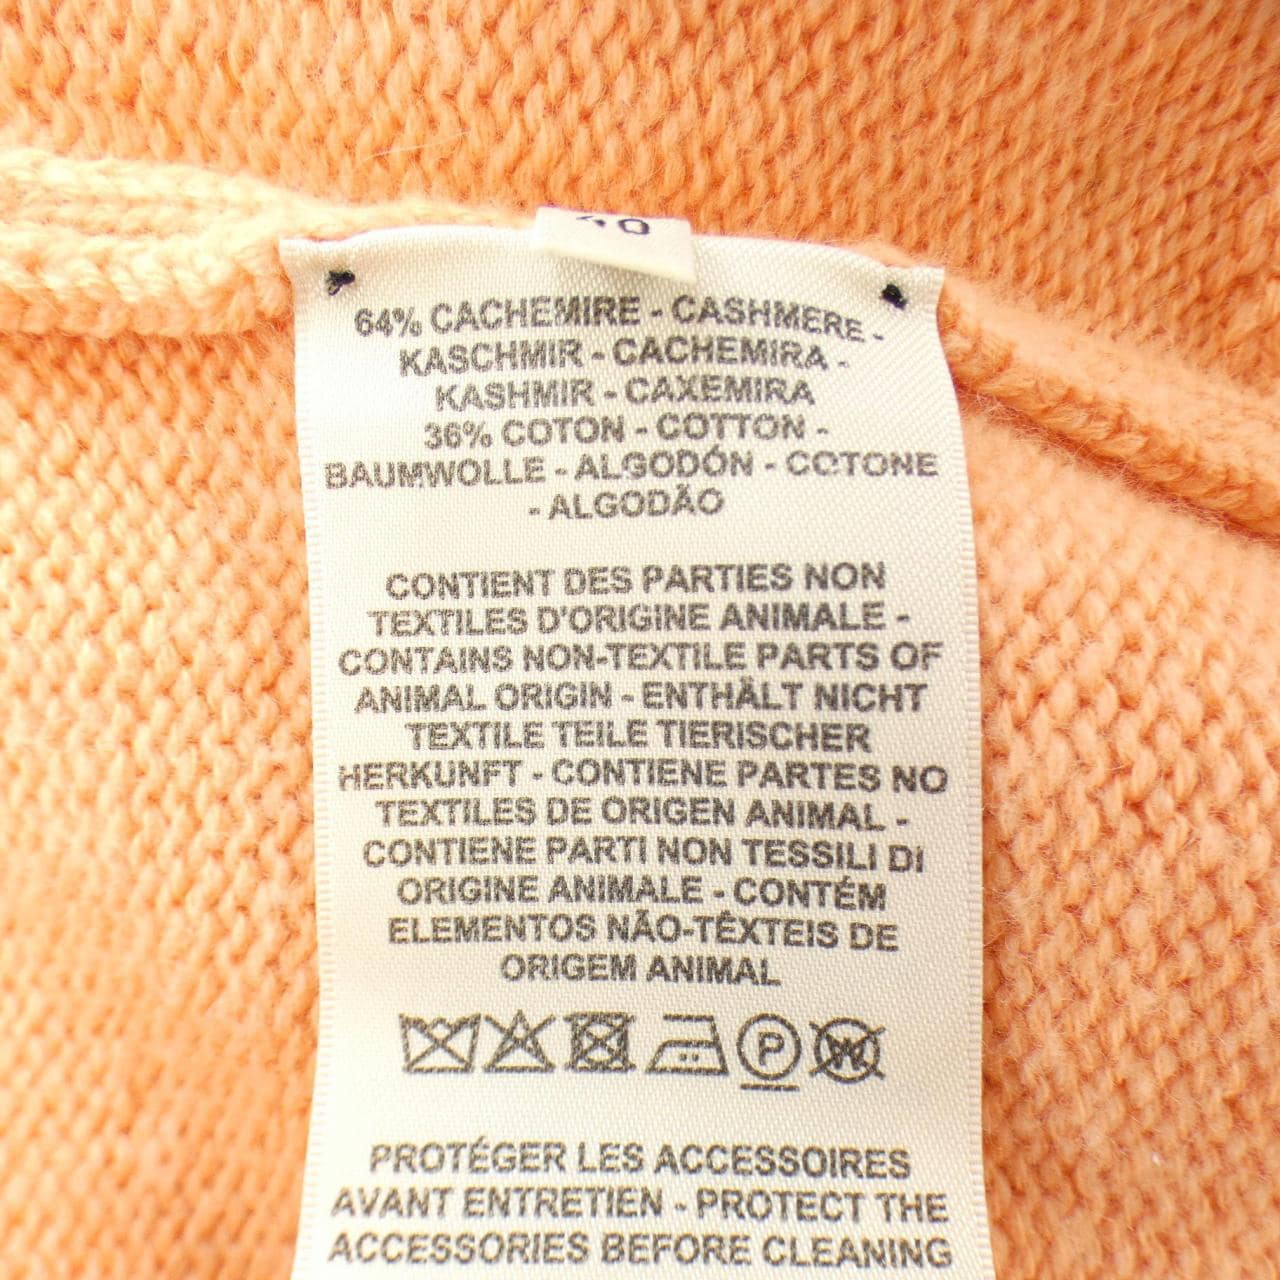 40
64% CACHEMIRE - CASHMERE -
KASCHMIR - CACHEMIRA -
KASHMIR - CAXEMIRA
36% COTON - COTTON -
BAUMWOLLE - ALGODÓN - COTONE
- ALGODÃO
CONTIENT DES PARTIES NON
TEXTILES D'ORIGINE ANIMALE -
CONTAINS NON-TEXTILE PARTS OF
ANIMAL ORIGIN - ENTHÄLT NICHT
TEXTILE TEILE TIERISCHER
HERKUNFT - CONTIENE PARTES NO
TEXTILES DE ORIGEN ANIMAL -
CONTIENE PARTI NON TESSILI DI
ORIGINE ANIMALE - CONTÉM
ELEMENTOS NÃO-TÊXTEIS DE
ORIGEM ANIMAL
P W
PROTÉGER LES ACCESSOIRES
AVANT ENTRETIEN - PROTECT THE
ACCESSORIES BEFORE CLEANING